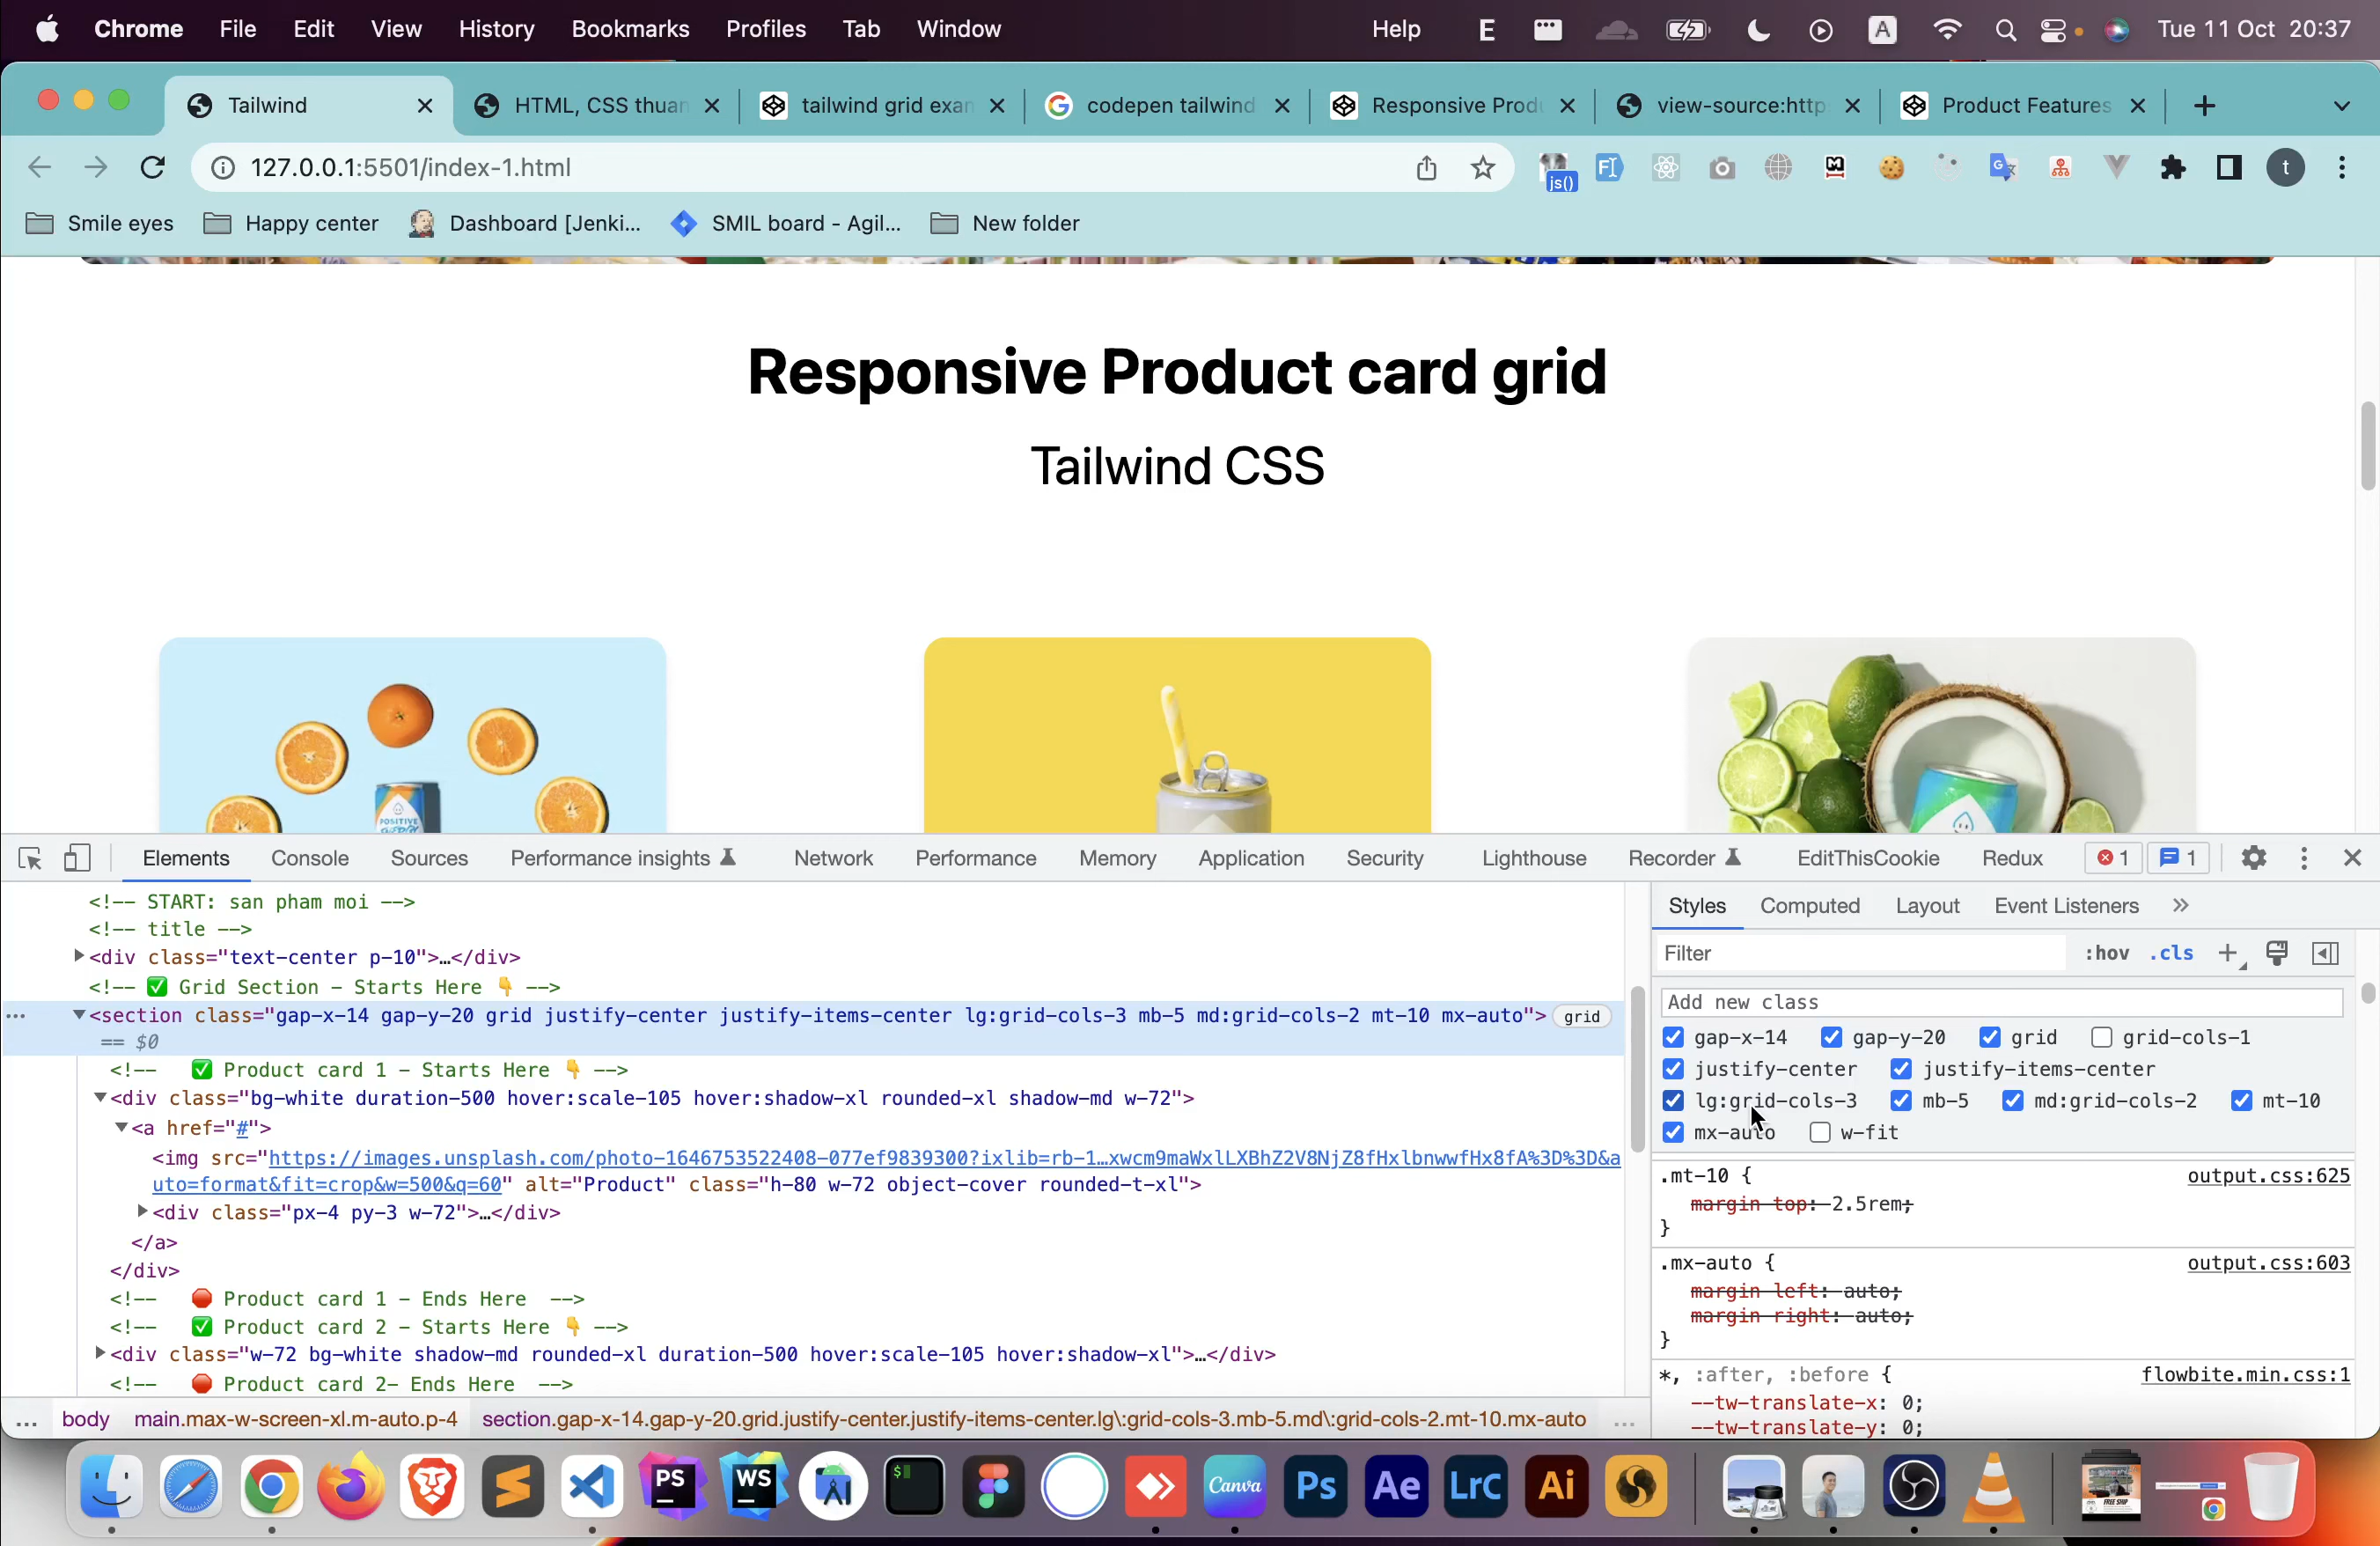 Chrome File Edit View History Bookmarks Profiles Tab Window Help E A Tue 11 Oct 20:37
Tailwind HTML, CSS thuan tailwind grid exan codepen tailwind Responsive Produ view-source:http Product Features
127.0.0.1:5501/index-1.html js() t
Smile eyes Happy center Dashboard [Jenki... SMIL board - Agil... New folder
Responsive Product card grid
Tailwind CSS
POSITIVE
Elements Console Sources Performance insights Network Performance Memory Application Security Lighthouse Recorder EditThisCookie Redux 1 1
<!-- START: san pham moi -->
<!-- title -->
<div class="text-center p-10">…</div>
<!-- ✅ Grid Section - Starts Here 👇 -->
<section class="gap-x-14 gap-y-20 grid justify-center justify-items-center lg:grid-cols-3 mb-5 md:grid-cols-2 mt-10 mx-auto"> grid
== $0
<!-- ✅ Product card 1 - Starts Here 👇 -->
<div class="bg-white duration-500 hover:scale-105 hover:shadow-xl rounded-xl shadow-md w-72">
<a href="#">
<img src="https://images.unsplash.com/photo-1646753522408-077ef9839300?ixlib=rb-1…xwcm9maWxlLXBhZ2V8NjZ8fHxlbnwwfHx8fA%3D%3D&a
uto=format&fit=crop&w=500&q=60" alt="Product" class="h-80 w-72 object-cover rounded-t-xl">
<div class="px-4 py-3 w-72">…</div>
</a>
</div>
<!-- 🛑 Product card 1 - Ends Here -->
<!-- ✅ Product card 2 - Starts Here 👇 -->
<div class="w-72 bg-white shadow-md rounded-xl duration-500 hover:scale-105 hover:shadow-xl">…</div>
<!-- 🛑 Product card 2- Ends Here -->
... body main.max-w-screen-xl.m-auto.p-4 section.gap-x-14.gap-y-20.grid.justify-center.justify-items-center.lg\:grid-cols-3.mb-5.md\:grid-cols-2.mt-10.mx-auto ...
Styles Computed Layout Event Listeners »
Filter :hov .cls +
Add new class
gap-x-14 gap-y-20 grid grid-cols-1
justify-center justify-items-center
lg:grid-cols-3 mb-5 md:grid-cols-2 mt-10
mx-auto w-fit
.mt-10 { output.css:625
margin-top: 2.5rem;
}
.mx-auto { output.css:603
margin-left: auto;
margin-right: auto;
}
*, :after, :before { flowbite.min.css:1
--tw-translate-x: 0;
--tw-translate-y: 0;
PS WS Canva Ps Ae LrC Ai FREE SHIP